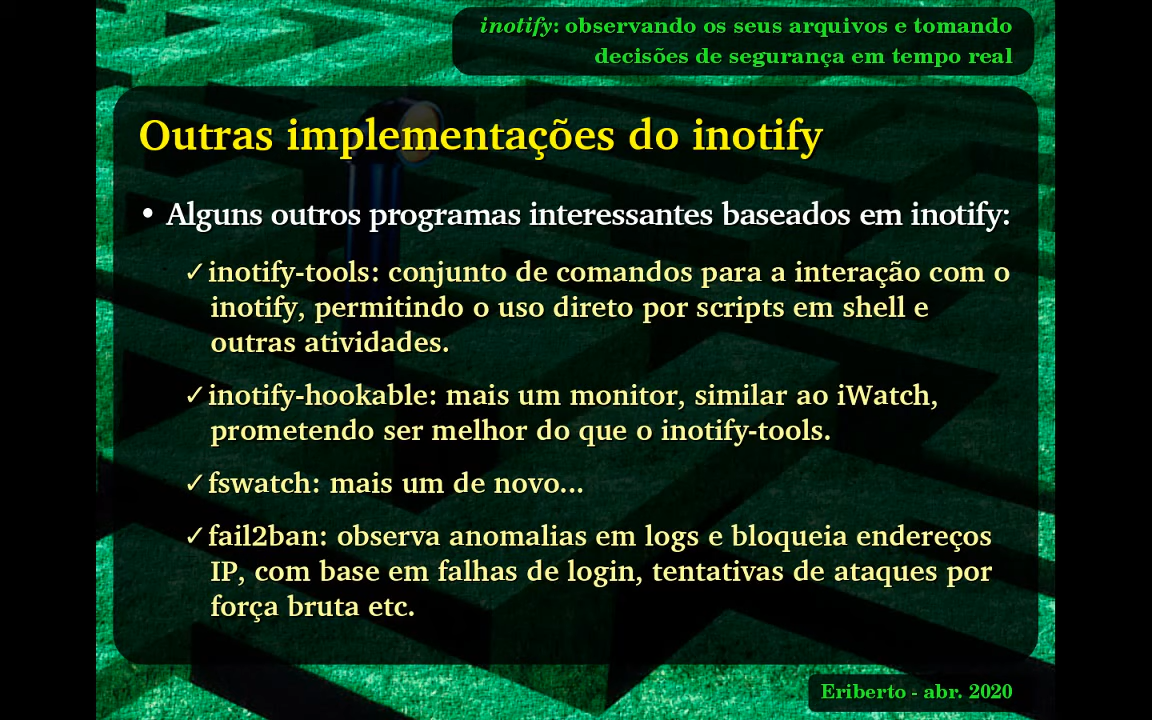 inotify: observando os seus arquivos e tomando
decisões de segurança em tempo real
Outras implementações do inotify
• Alguns outros programas interessantes baseados em inotify:
✓inotify-tools: conjunto de comandos para a interação com o
inotify, permitindo o uso direto por scripts em shell e
outras atividades.
✓inotify-hookable: mais um monitor, similar ao iWatch,
prometendo ser melhor do que o inotify-tools.
✓fswatch: mais um de novo...
✓fail2ban: observa anomalias em logs e bloqueia endereços
IP, com base em falhas de login, tentativas de ataques por
força bruta etc.
Eriberto - abr. 2020